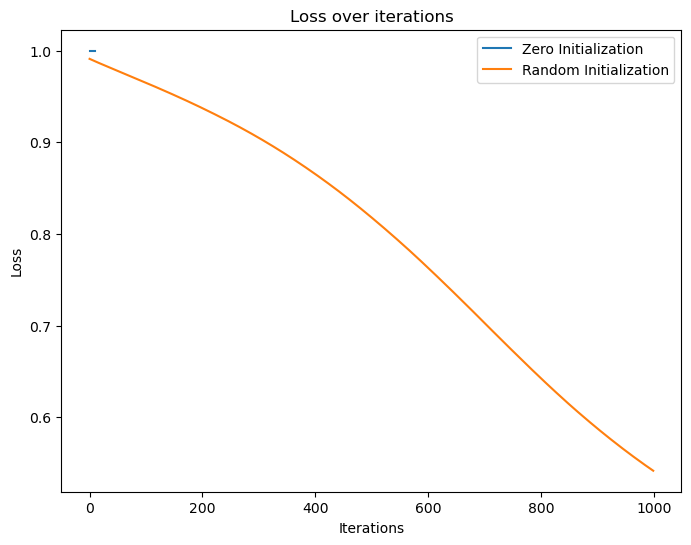 Loss over iterations
Zero Initialization
Random Initialization
1.0
0.9
0.8
0.7
0.6
Loss
0
200
400
600
800
1000
Iterations